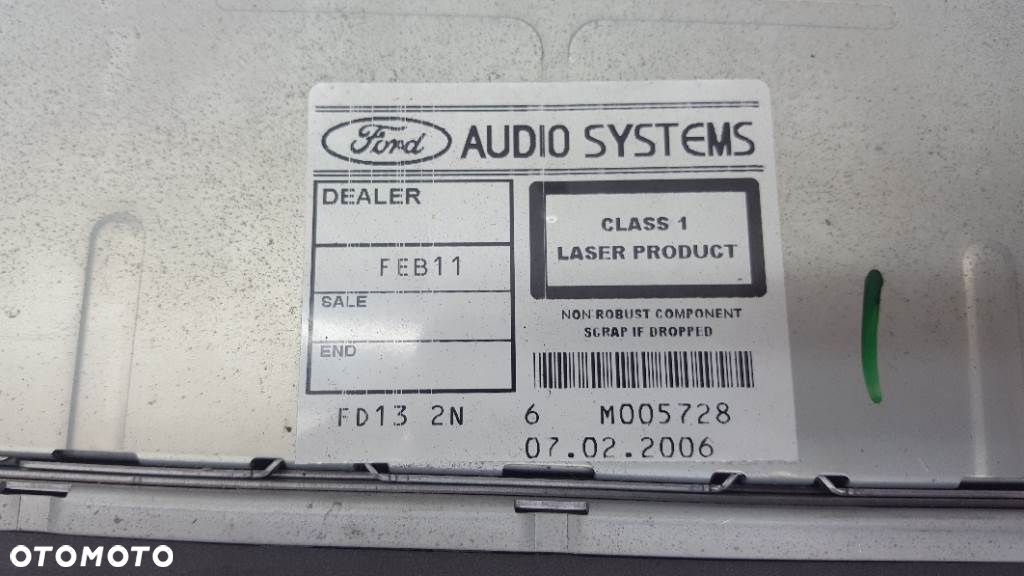 Ford AUDIO SYSTEMS
DEALER
FEB11
SALE
END
CLASS 1
LASER PRODUCT
NON ROBUST COMPONENT
SCRAP IF DROPPED
FD13 2N 6 M005728
07.02.2006
OTOMOTO